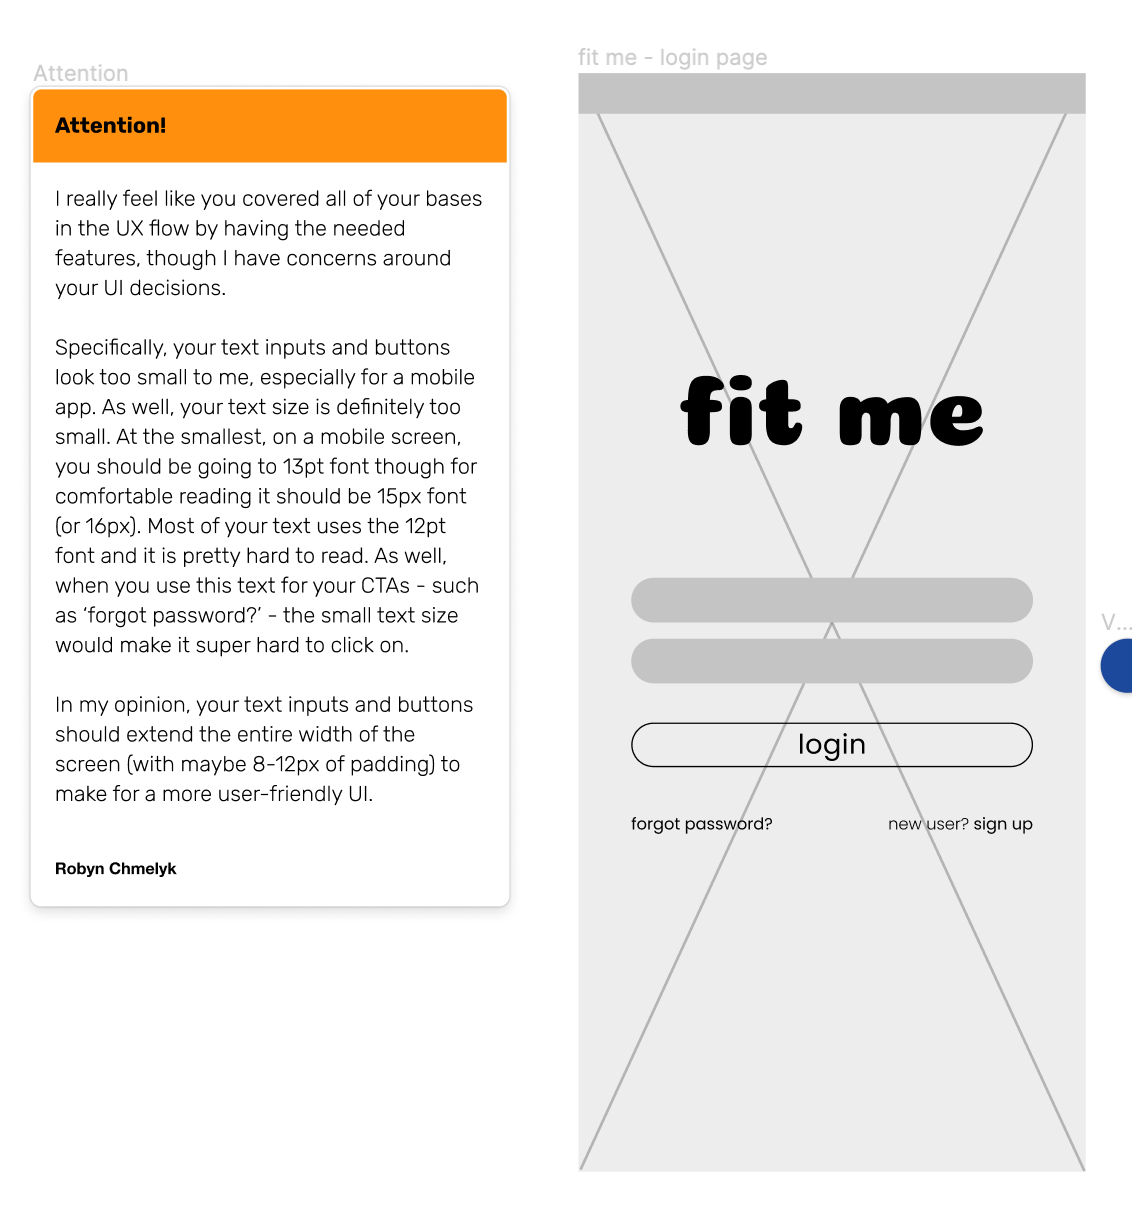 Attention
Attention!
I really feel like you covered all of your bases
in the UX flow by having the needed
features, though I have concerns around
your UI decisions.
Specifically, your text inputs and buttons
look too small to me, especially for a mobile
app. As well, your text size is definitely too
small. At the smallest, on a mobile screen,
you should be going to 13pt font though for
comfortable reading it should be 15px font
(or 16px). Most of your text uses the 12pt
font and it is pretty hard to read. As well,
when you use this text for your CTAs - such
as ‘forgot password?’ - the small text size
would make it super hard to click on.
In my opinion, your text inputs and buttons
should extend the entire width of the
screen (with maybe 8-12px of padding) to
make for a more user-friendly UI.
Robyn Chmelyk
fit me - login page
fit me
login
forgot password?
new user? sign up
V...